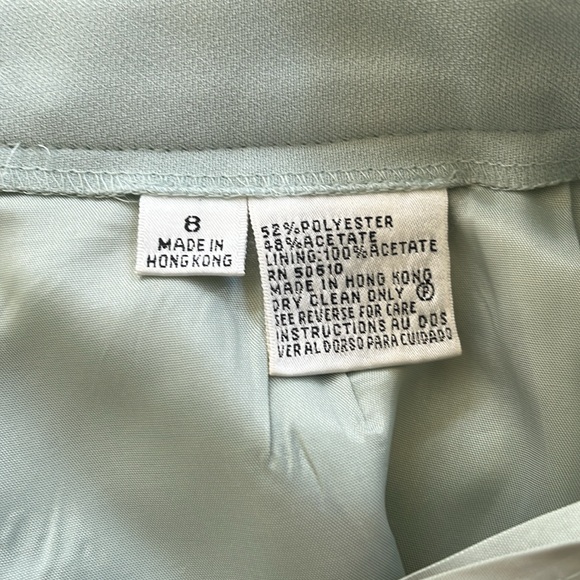 8
MADE IN
HONG KONG
52% POLYESTER
48% ACETATE
LINING: 100% ACETATE
RN 50610
MADE IN HONG KONG
DRY CLEAN ONLY Ⓟ
SEE REVERSE FOR CARE
INSTRUCTIONS AU DOS
VER AL DORSO PARA CUIDADO